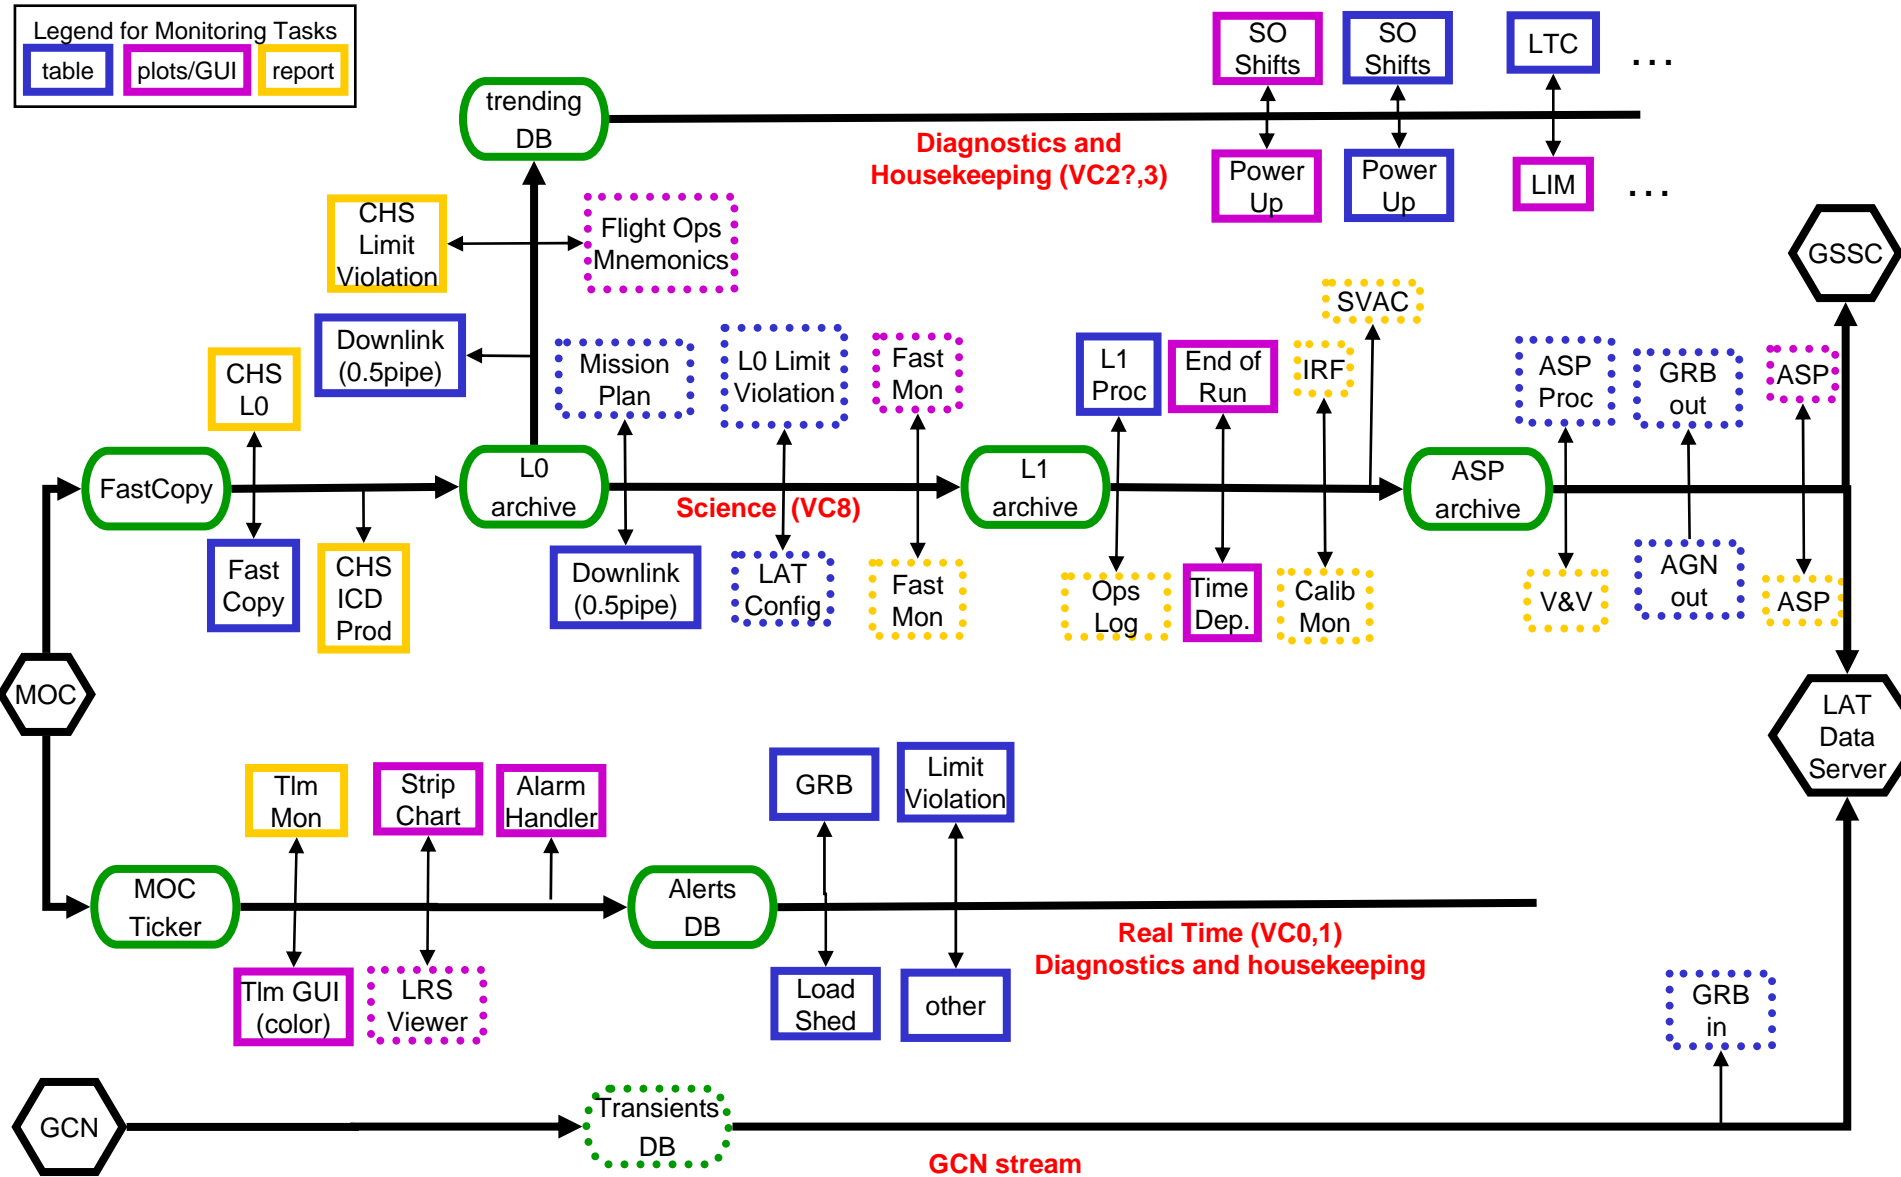 Legend for Monitoring Tasks
table
plots/GUI
report
trending
DB
SO
Shifts
SO
Shifts
LTC
...
Diagnostics and
Housekeeping (VC2?,3)
Power
Up
Power
Up
LIM
...
CHS
Limit
Violation
Flight Ops
Mnemonics
GSSC
SVAC
Downlink
(0.5pipe)
CHS
L0
Mission
Plan
L0 Limit
Violation
Fast
Mon
L1
Proc
End of
Run
IRF
ASP
Proc
GRB
out
ASP
FastCopy
L0
archive
Science (VC8)
L1
archive
ASP
archive
Fast
Copy
CHS
ICD
Prod
Downlink
(0.5pipe)
LAT
Config
Fast
Mon
Ops
Log
Time
Dep.
Calib
Mon
V&V
AGN
out
ASP
MOC
LAT
Data
Server
Tlm
Mon
Strip
Chart
Alarm
Handler
GRB
Limit
Violation
MOC
Ticker
Alerts
DB
Real Time (VC0,1)
Diagnostics and housekeeping
Tlm GUI
(color)
LRS
Viewer
Load
Shed
other
GRB
in
GCN
Transients
DB
GCN stream